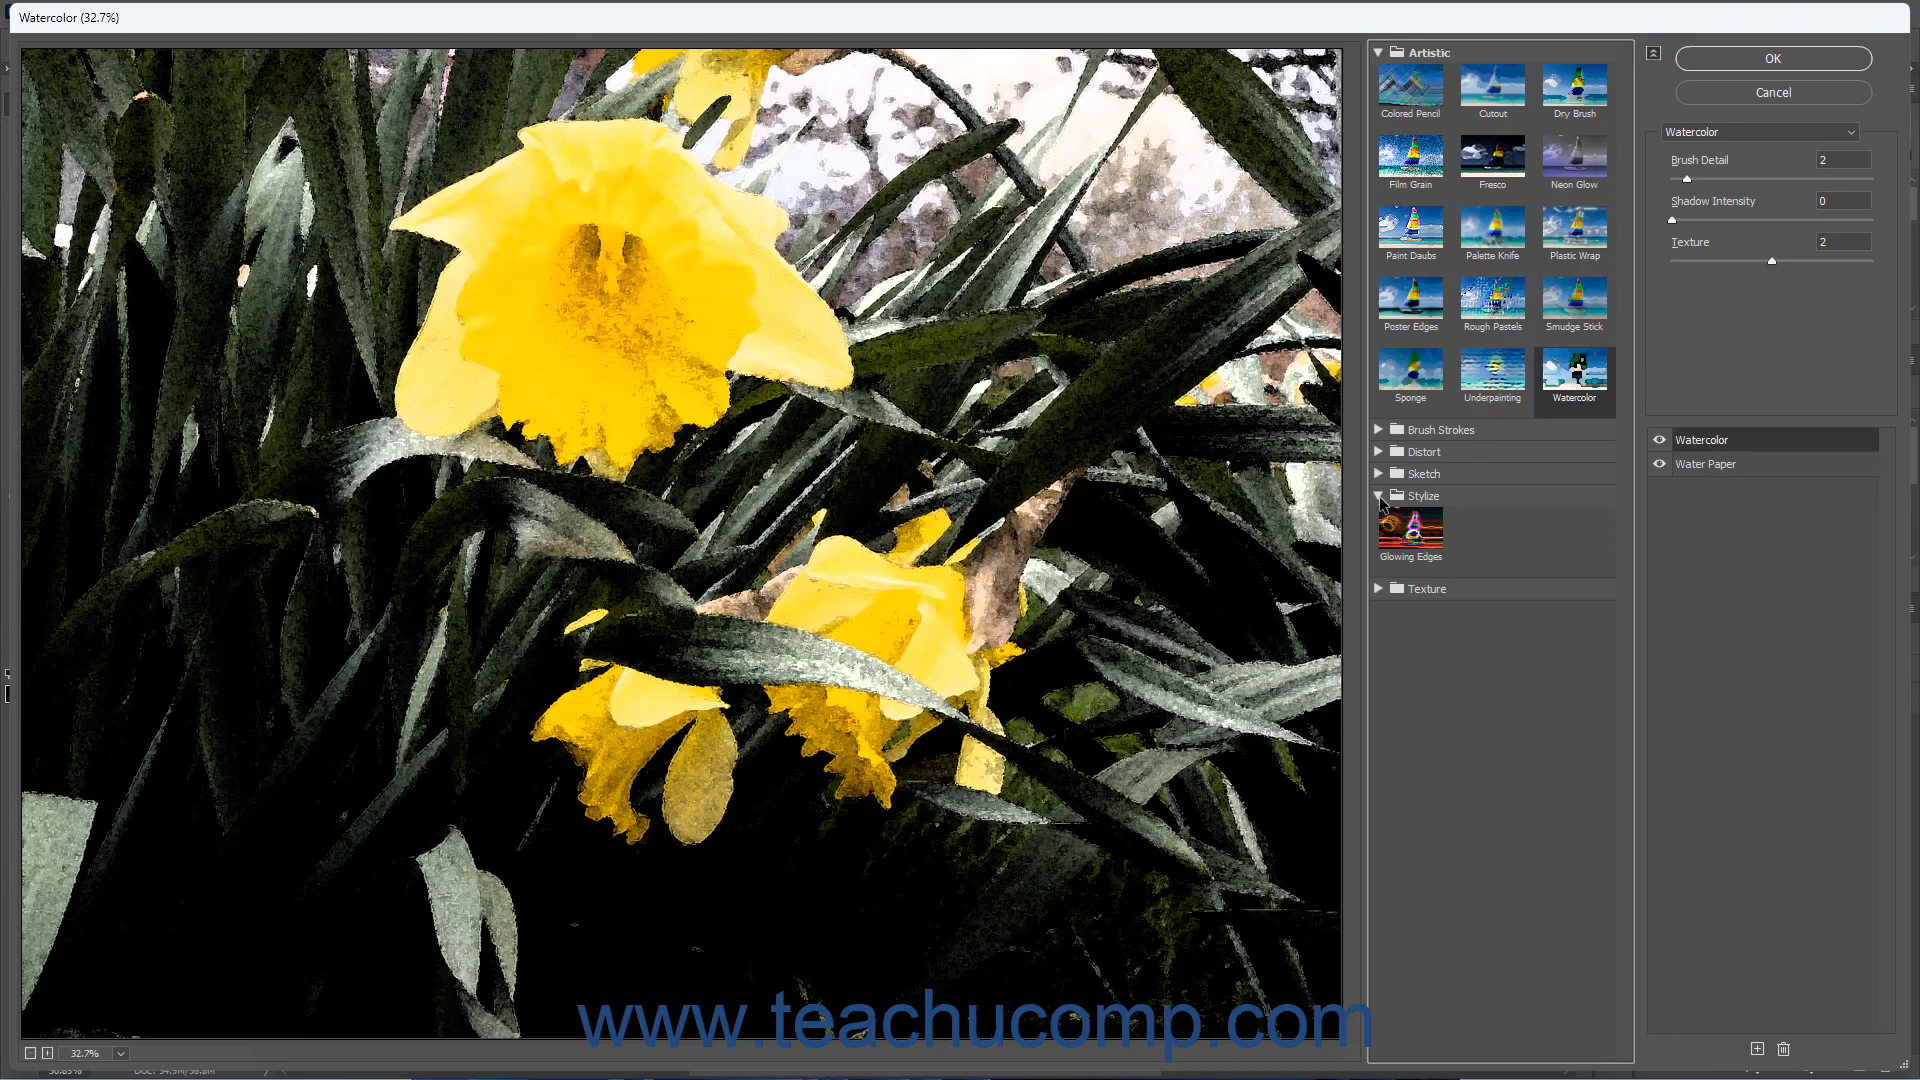 Watercolor (32.7%)
Artistic
Colored Pencil
Cutout
Dry Brush
Film Grain
Fresco
Neon Glow
Paint Daubs
Palette Knife
Plastic Wrap
Poster Edges
Rough Pastels
Smudge Stick
Sponge
Underpainting
Watercolor
Brush Strokes
Distort
Sketch
Stylize
Glowing Edges
Texture
OK
Cancel
Watercolor
Brush Detail 2
Shadow Intensity 0
Texture 2
Watercolor
Water Paper
www.teachucomp.com
32.7%